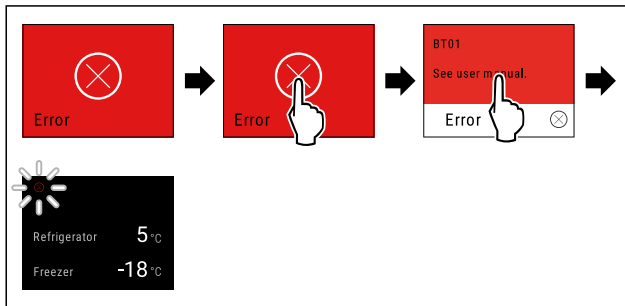 Error
Error
BT01
See user manual.
Error
Refrigerator 5°C
Freezer -18°C